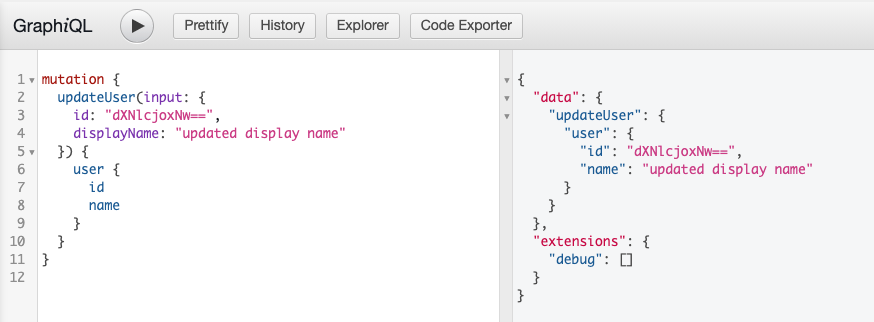 GraphiQL
Prettify
History
Explorer
Code Exporter
1 mutation {
2 updateUser(input: {
3 id: "dXNlcjoxNw==",
4 displayName: "updated display name"
5 }) {
6 user {
7 id
8 name
9 }
10 }
11 }
12
{
"data": {
"updateUser": {
"user": {
"id": "dXNlcjoxNw==",
"name": "updated display name"
}
}
},
"extensions": {
"debug": []
}
}